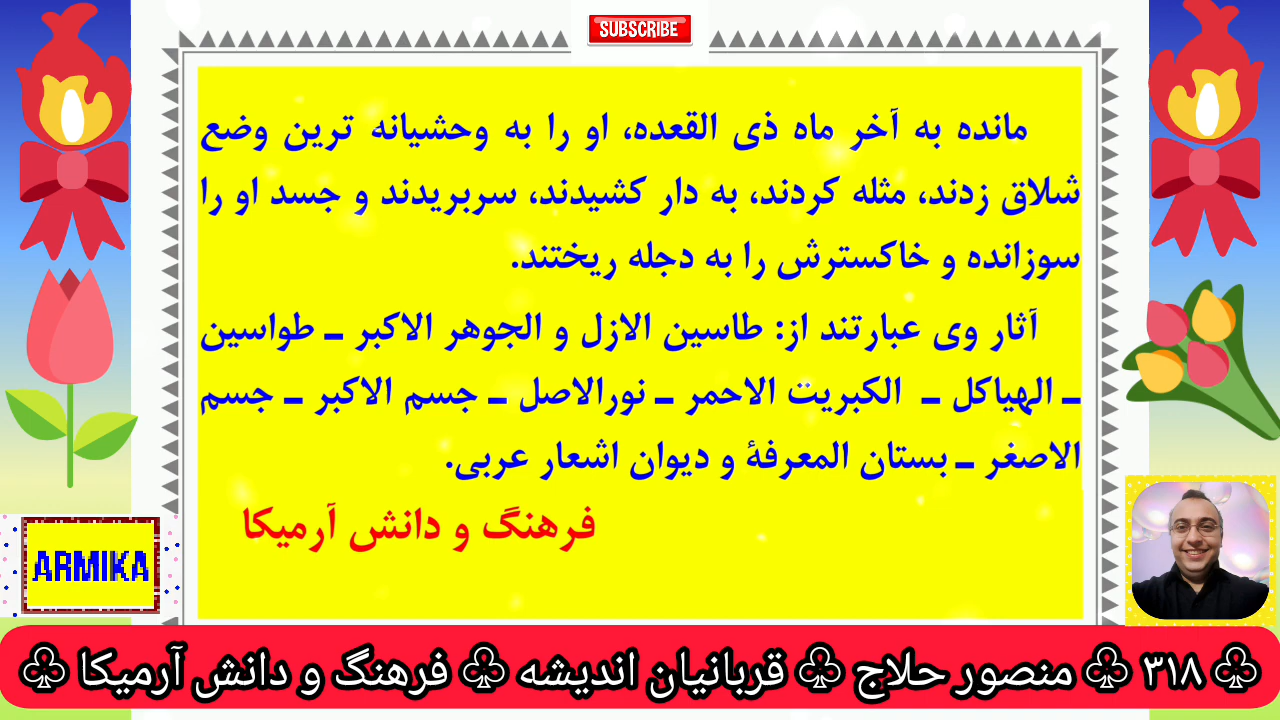 SUBSCRIBE
مانده به آخر ماه ذی القعده، او را به وحشیانه ترین وضع
شلاق زدند، مثله کردند، به دار کشیدند، سربریدند و جسد او را
سوزانده و خاکسترش را به دجله ریختند.
آثار وی عبارتند از: طاسین الازل و الجوهر الاکبر ـ طواسین
ـ الهیاکل ـ الکبریت الاحمر ـ نورالاصل ـ جسم الاکبر ـ جسم
الاصغر ـ بستان المعرفهٔ و دیوان اشعار عربی.
فرهنگ و دانش آرمیکا
ARMIKA
♧ ۳۱۸ ♧ منصور حلاج ♧ قربانیان اندیشه ♧ فرهنگ و دانش آرمیکا ♧